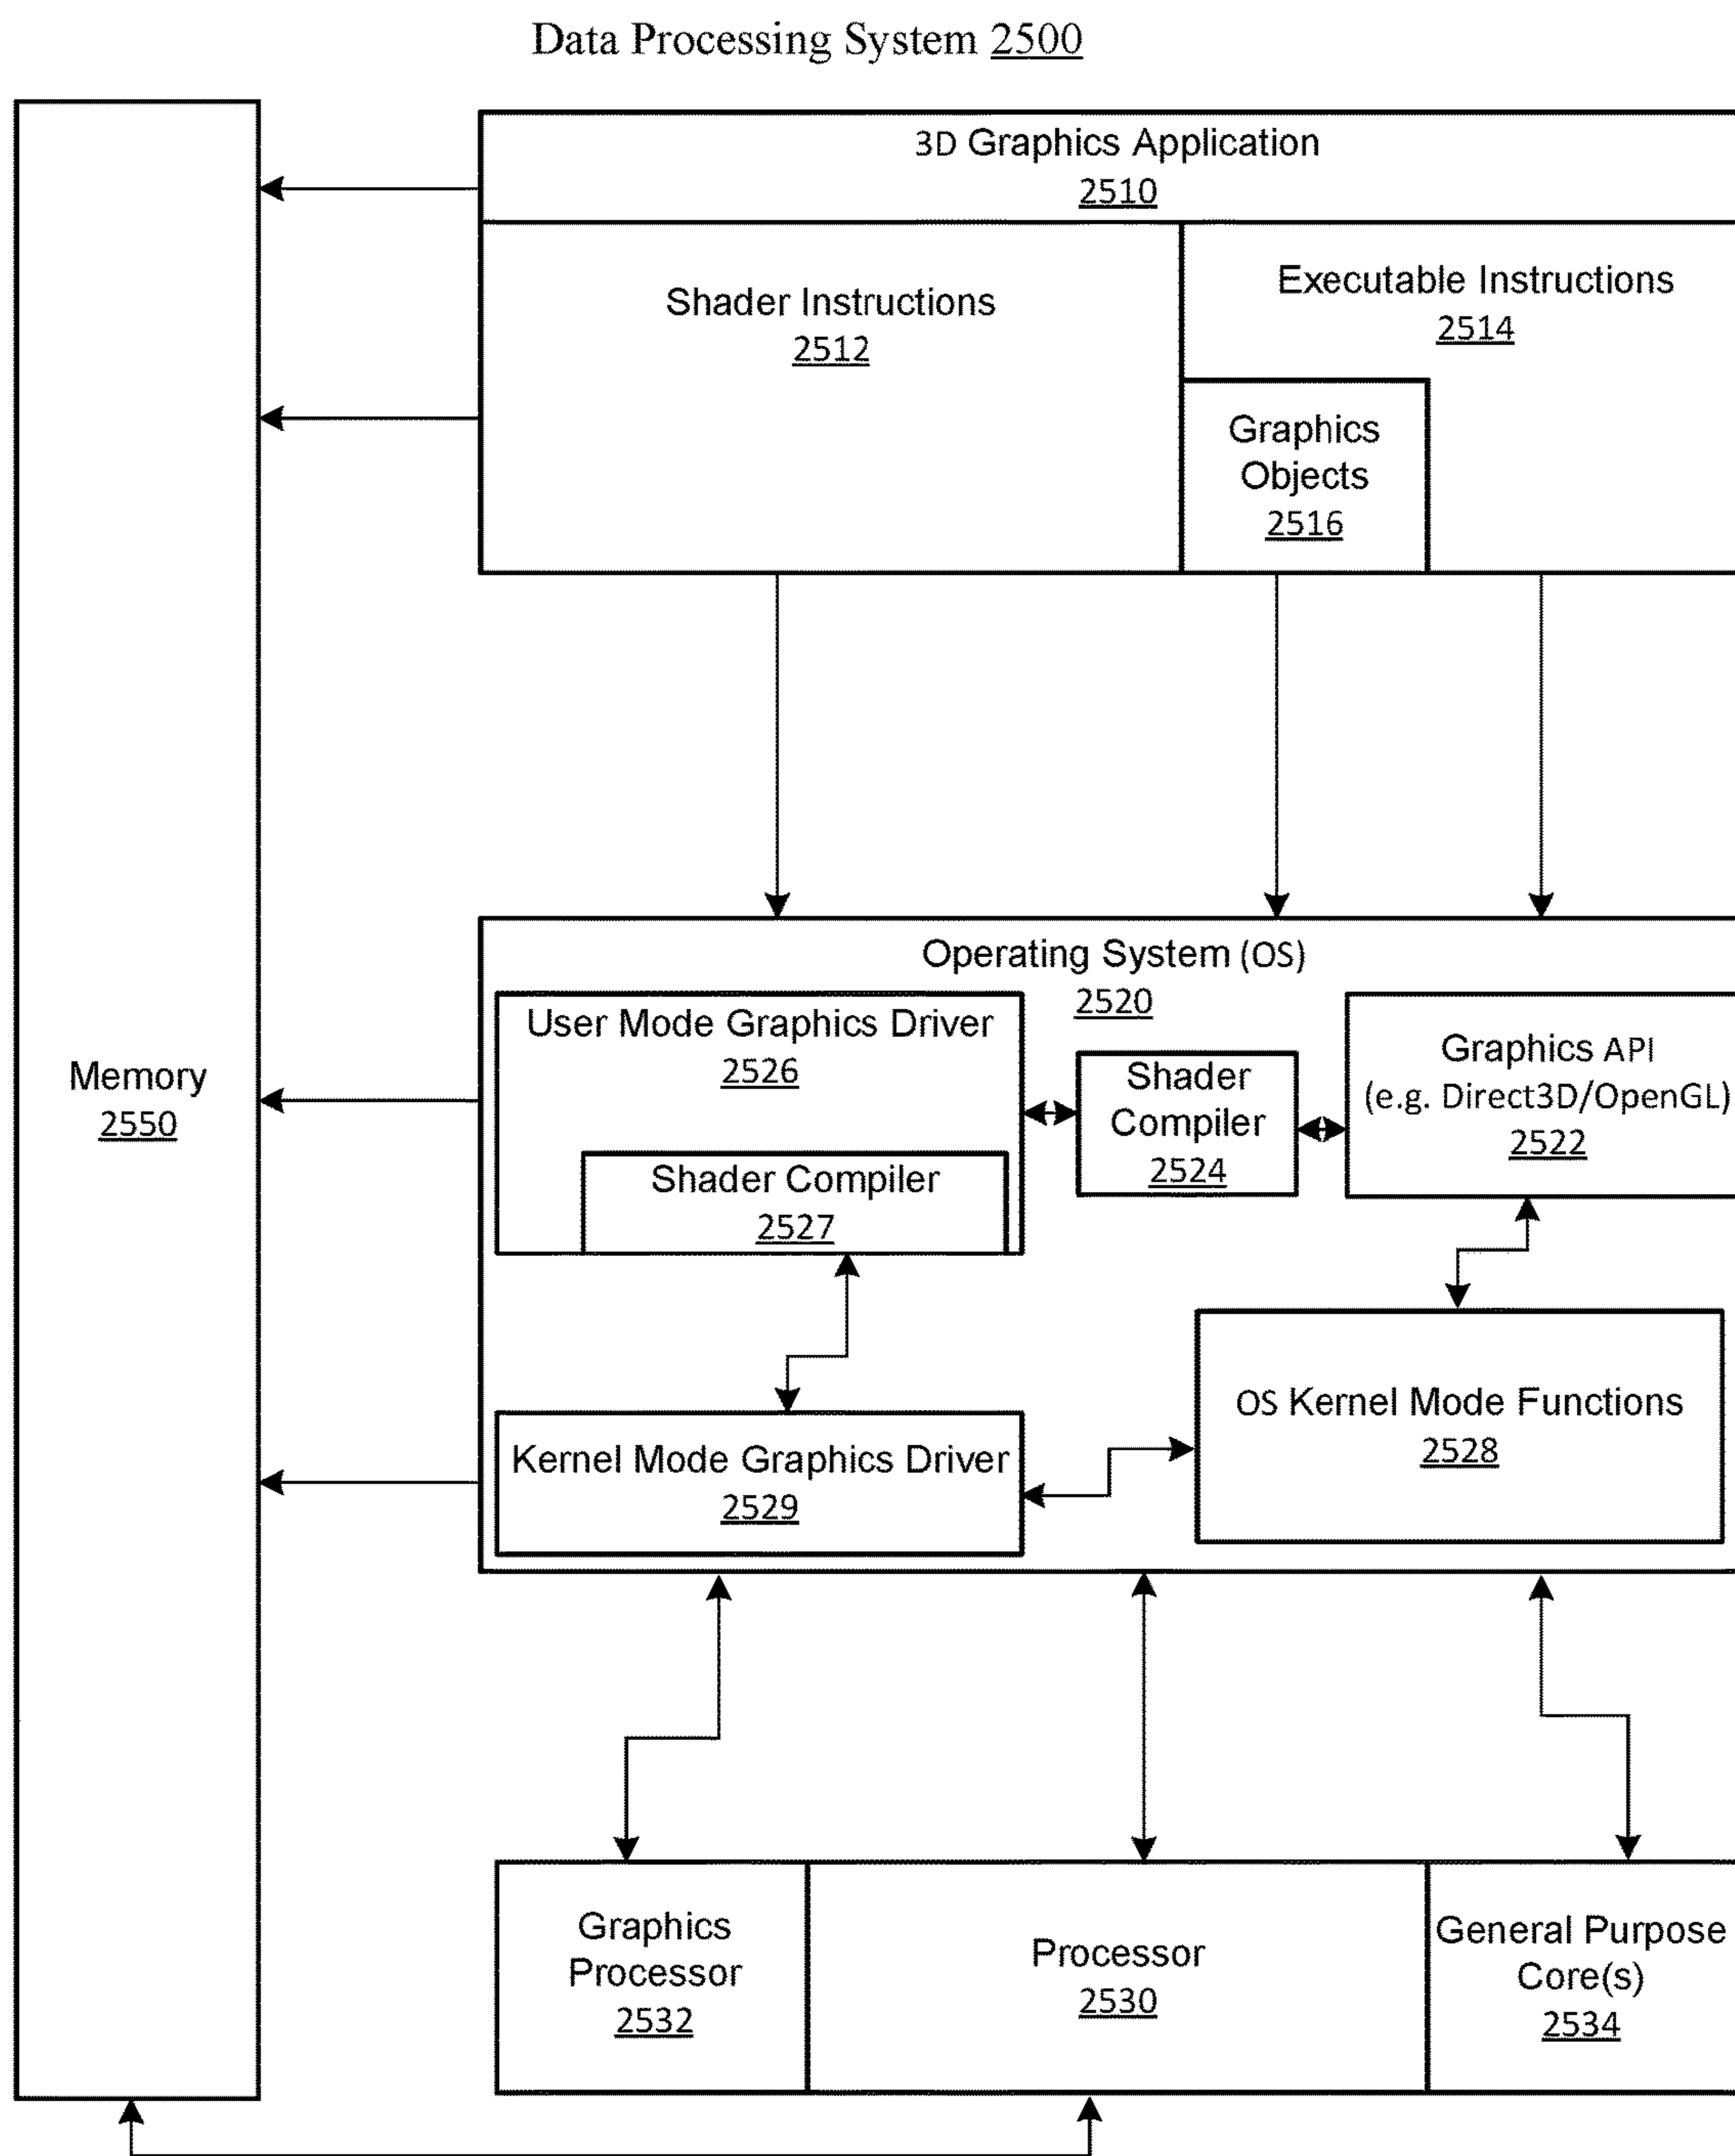 Data Processing System 2500
3D Graphics Application
2510
Shader Instructions
2512
Executable Instructions
2514
Graphics
Objects
2516
Memory
2550
Operating System (OS)
2520
User Mode Graphics Driver
2526
Shader Compiler
2527
Shader
Compiler
2524
Graphics API
(e.g. Direct3D/OpenGL)
2522
Kernel Mode Graphics Driver
2529
OS Kernel Mode Functions
2528
Graphics
Processor
2532
Processor
2530
General Purpose
Core(s)
2534